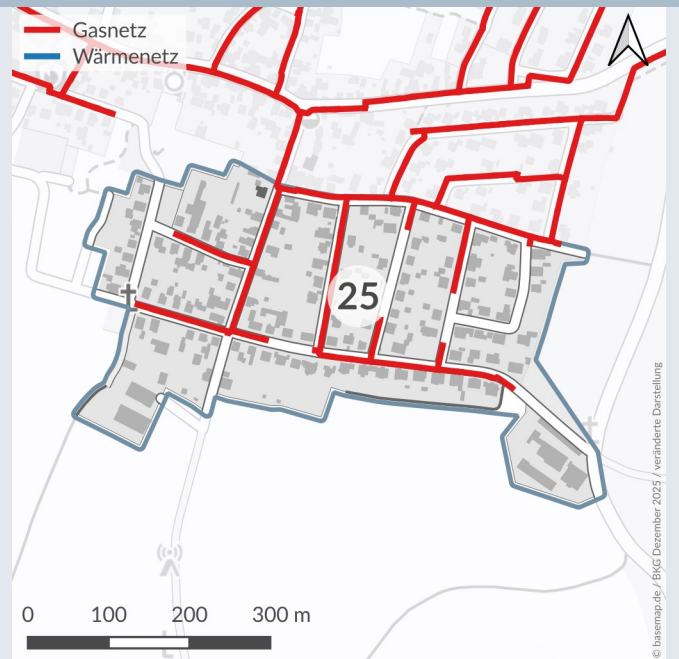 Gasnetz
Wärmenetz
25
0 100 200 300 m
© basemap.de / BKG Dezember 2025 / veränderte Darstellung